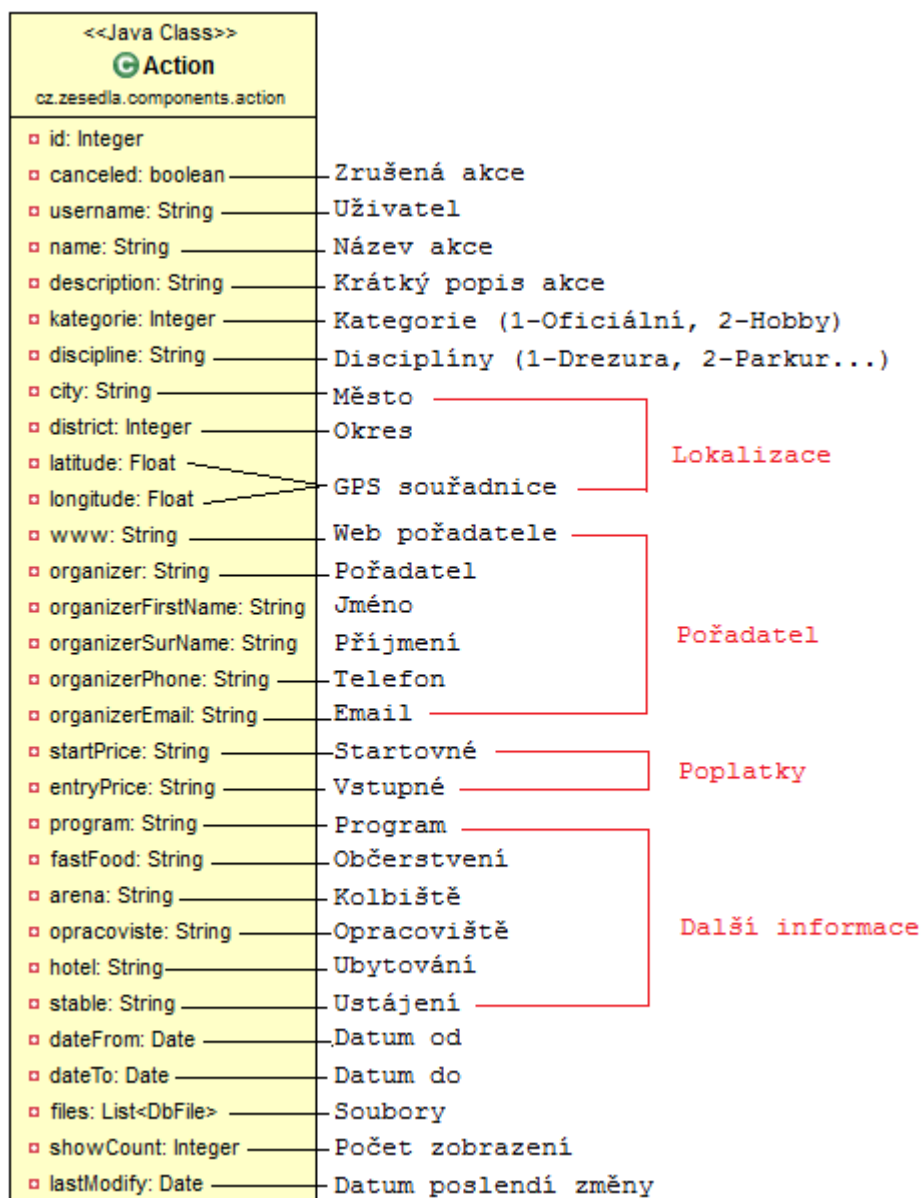 <<Java Class>>
C Action
cz.zesedla.components.action
id: Integer
canceled: boolean Zrušená akce
username: String Uživatel
name: String Název akce
description: String Krátký popis akce
kategorie: Integer Kategorie (1-Oficiální, 2-Hobby)
discipline: String Disciplíny (1-Drezura, 2-Parkur...)
city: String Město
district: Integer Okres
Lokalizace
latitude: Float
GPS souřadnice
longitude: Float
www: String Web pořadatele
organizer: String Pořadatel
organizerFirstName: String Jméno
organizerSurName: String Příjmení Pořadatel
organizerPhone: String Telefon
organizerEmail: String Email
startPrice: String Startovné
Poplatky
entryPrice: String Vstupné
program: String Program
fastFood: String Občerstvení
arena: String Kolbiště
opracoviste: String Opracoviště Další informace
hotel: String Ubytování
stable: String Ustájení
dateFrom: Date Datum od
dateTo: Date Datum do
files: List<DbFile> Soubory
showCount: Integer Počet zobrazení
lastModify: Date Datum poslendí změny